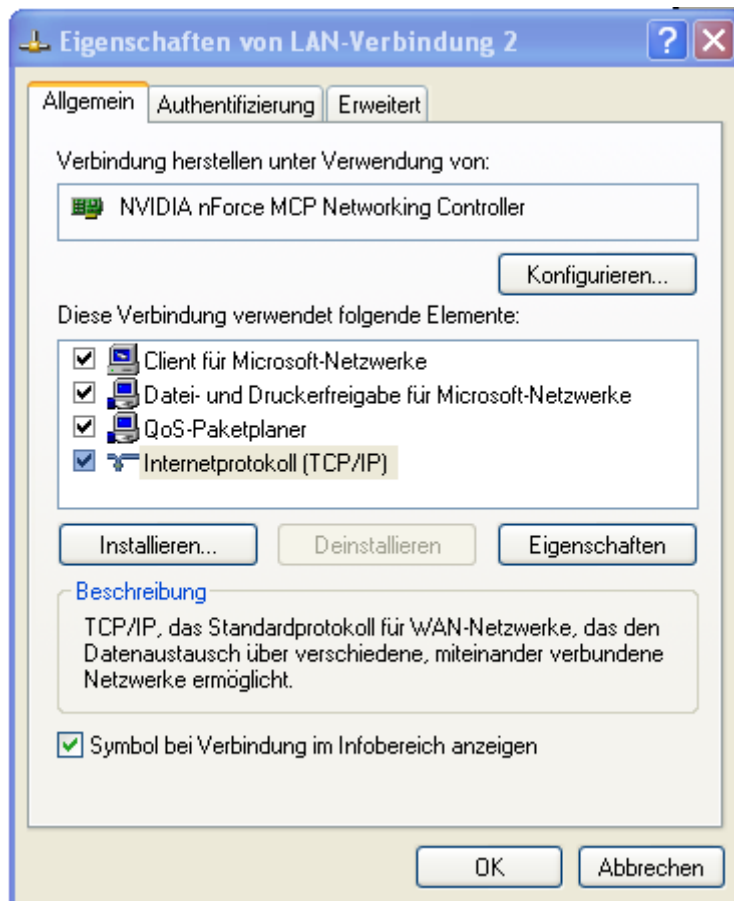 Eigenschaften von LAN-Verbindung 2
Allgemein
Authentifizierung
Erweitert
Verbindung herstellen unter Verwendung von:
NVIDIA nForce MCP Networking Controller
Konfigurieren...
Diese Verbindung verwendet folgende Elemente:
Client für Microsoft-Netzwerke
Datei- und Druckerfreigabe für Microsoft-Netzwerke
QoS-Paketplaner
Internetprotokoll (TCP/IP)
Installieren...
Deinstallieren
Eigenschaften
Beschreibung
TCP/IP, das Standardprotokoll für WAN-Netzwerke, das den
Datenaustausch über verschiedene, miteinander verbundene
Netzwerke ermöglicht.
Symbol bei Verbindung im Infobereich anzeigen
OK
Abbrechen